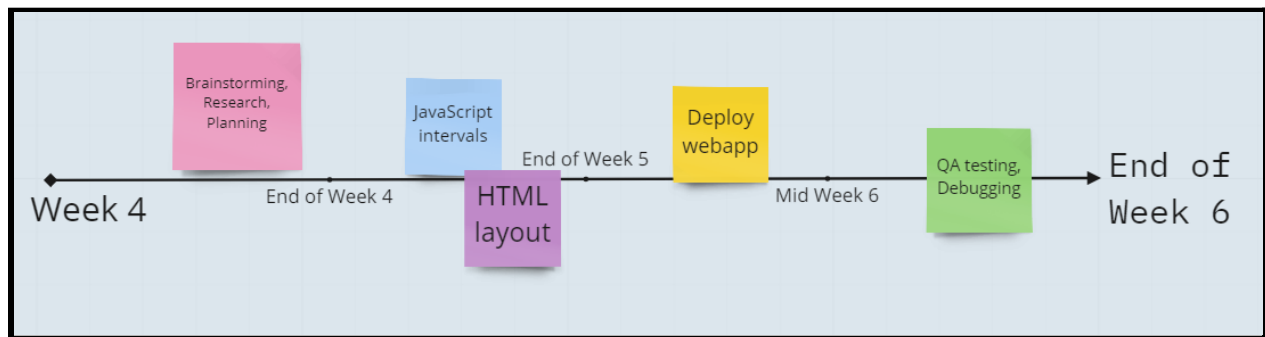 Brainstorming,
Research,
Planning
JavaScript
intervals
Deploy
webapp
End of Week 5
QA testing,
Debugging
End of
Week 6
Week 4
End of Week 4
HTML
layout
Mid Week 6